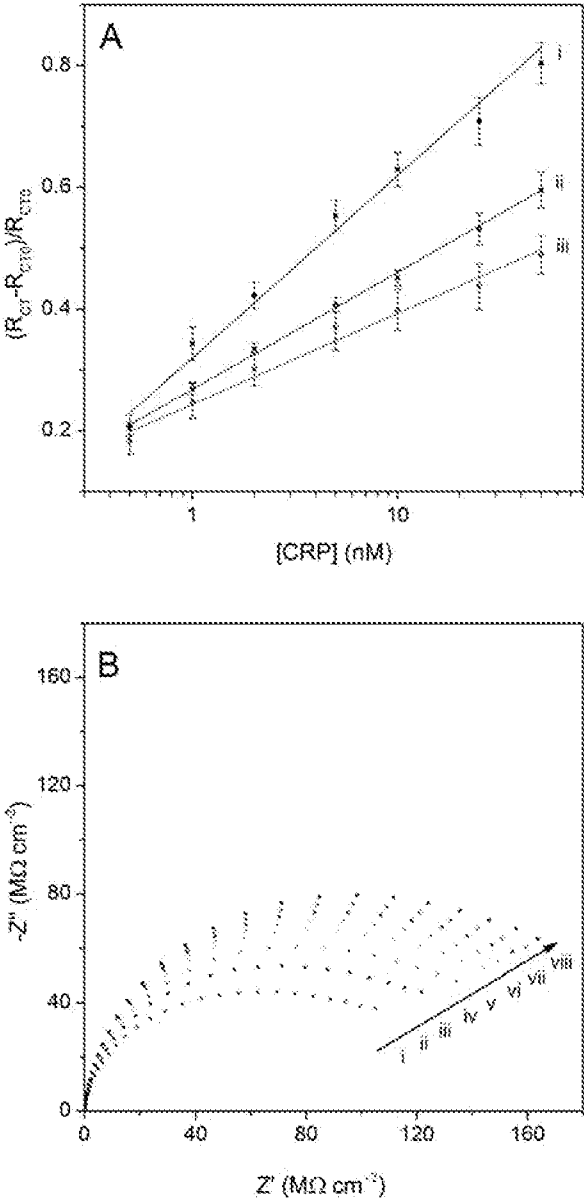 A
(R_CT-R_CT0)/R_CT0
0.8
0.6
0.4
0.2
i
ii
iii
1 10
[CRP] (nM)
B
-Z'' (MΩ cm⁻²)
160
120
80
40
0
i ii iii iv v vi vii viii
0 40 80 120 160
Z' (MΩ cm⁻²)